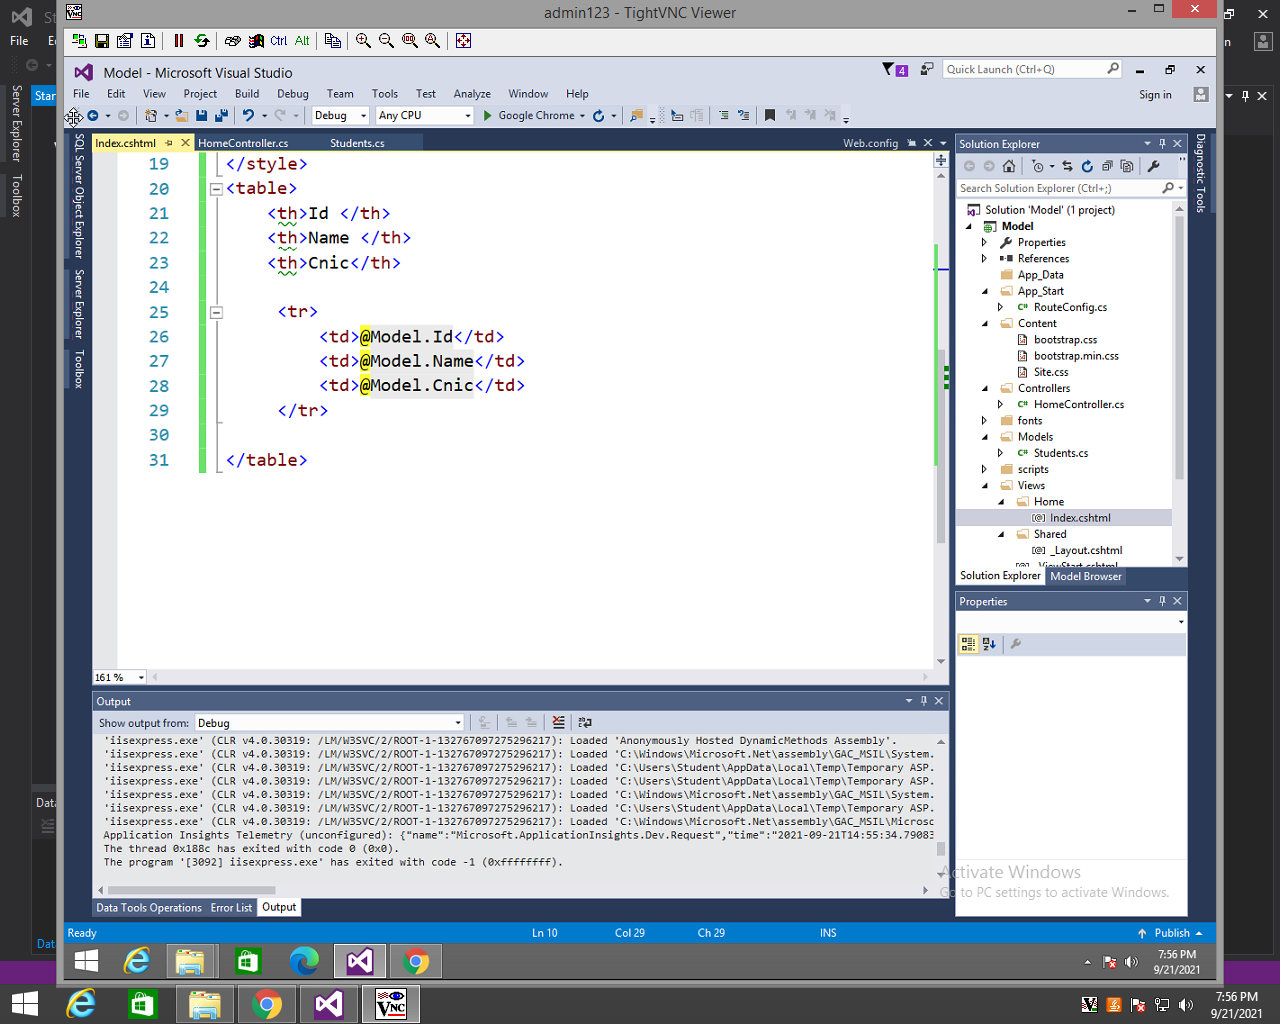 admin123 - TightVNC Viewer
File
Ctrl Alt
Model - Microsoft Visual Studio
4
Quick Launch (Ctrl+Q)
File Edit View Project Build Debug Team Tools Test Analyze Window Help
Sign in
Debug Any CPU Google Chrome
Server Explorer
Toolbox
SQL Server Object Explorer
Server Explorer
Toolbox
Index.cshtml HomeController.cs Students.cs Web.config
19 </style>
20 <table>
21 <th>Id </th>
22 <th>Name </th>
23 <th>Cnic</th>
24
25 <tr>
26 <td>@Model.Id</td>
27 <td>@Model.Name</td>
28 <td>@Model.Cnic</td>
29 </tr>
30
31 </table>
161 %
Solution Explorer
Search Solution Explorer (Ctrl+;)
Solution 'Model' (1 project)
Model
Properties
References
App_Data
App_Start
RouteConfig.cs
Content
bootstrap.css
bootstrap.min.css
Site.css
Controllers
HomeController.cs
fonts
Models
Students.cs
scripts
Views
Home
Index.cshtml
Shared
_Layout.cshtml
_ViewStart.cshtml
Solution Explorer Model Browser
Diagnostic Tools
Properties
Output
Show output from: Debug
'iisexpress.exe' (CLR v4.0.30319: /LM/W3SVC/2/ROOT-1-132767097275296217): Loaded 'Anonymously Hosted DynamicMethods Assembly'.
'iisexpress.exe' (CLR v4.0.30319: /LM/W3SVC/2/ROOT-1-132767097275296217): Loaded 'C:\Windows\Microsoft.Net\assembly\GAC_MSIL\System.
'iisexpress.exe' (CLR v4.0.30319: /LM/W3SVC/2/ROOT-1-132767097275296217): Loaded 'C:\Users\Student\AppData\Local\Temp\Temporary ASP.
'iisexpress.exe' (CLR v4.0.30319: /LM/W3SVC/2/ROOT-1-132767097275296217): Loaded 'C:\Windows\Microsoft.Net\assembly\GAC_MSIL\System.
'iisexpress.exe' (CLR v4.0.30319: /LM/W3SVC/2/ROOT-1-132767097275296217): Loaded 'C:\Users\Student\AppData\Local\Temp\Temporary ASP.
'iisexpress.exe' (CLR v4.0.30319: /LM/W3SVC/2/ROOT-1-132767097275296217): Loaded 'C:\Users\Student\AppData\Local\Temp\Temporary ASP.
'iisexpress.exe' (CLR v4.0.30319: /LM/W3SVC/2/ROOT-1-132767097275296217): Loaded 'C:\Windows\Microsoft.Net\assembly\GAC_MSIL\Microsc
Application Insights Telemetry (unconfigured): {"name":"Microsoft.ApplicationInsights.Dev.Request","time":"2021-09-21T14:55:34.79083
The thread 0x188c has exited with code 0 (0x0).
The program '[3092] iisexpress.exe' has exited with code -1 (0xffffffff).
Data Tools Operations Error List Output
Activate Windows
Go to PC settings to activate Windows.
Ready Ln 10 Col 29 Ch 29 INS Publish
7:56 PM
9/21/2021
7:56 PM
9/21/2021